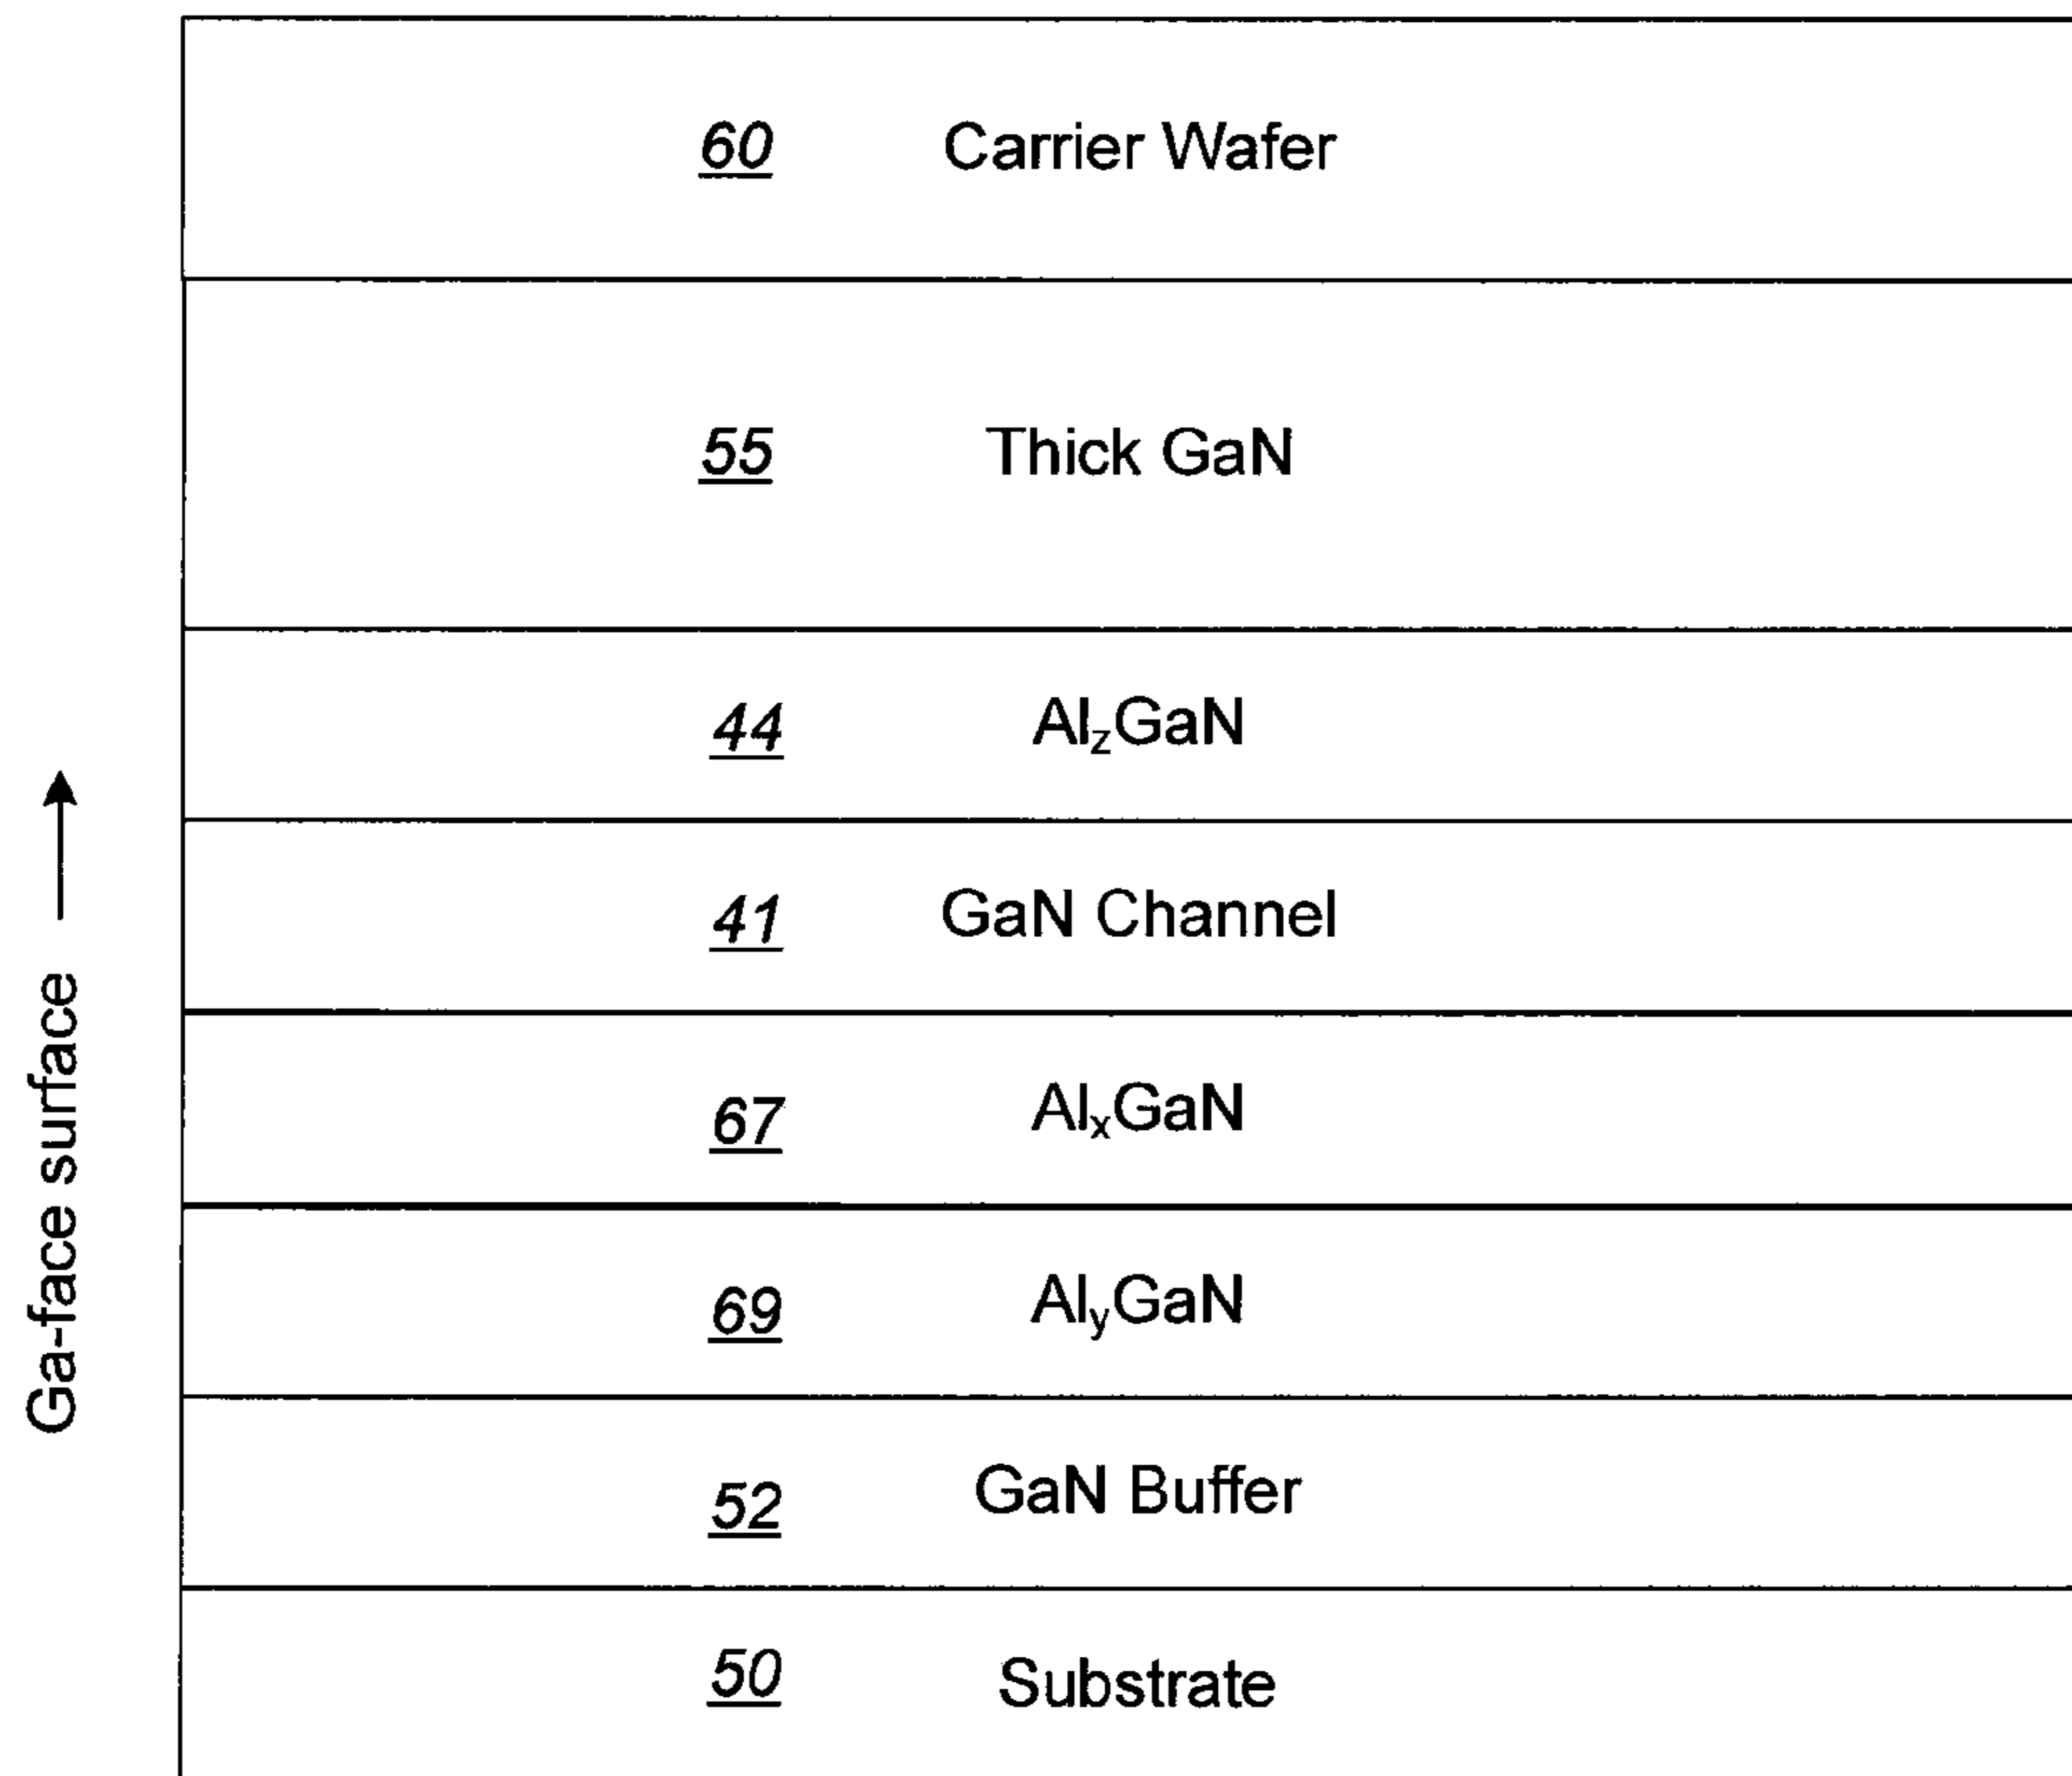 60 Carrier Wafer
55 Thick GaN
44 AlzGaN
41 GaN Channel
67 AlxGaN
69 AlyGaN
52 GaN Buffer
50 Substrate
Ga-face surface